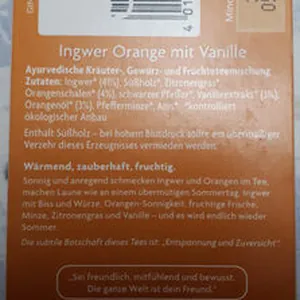 Ingwer Orange mit Vanille
Ayurvedische Kräuter-, Gewürz- und Früchteteemischung
Zutaten: Ingwer* (41%), Süßholz*, Zitronengras*,
Orangenschalen* (4%), schwarzer Pfeffer*, Vanilleextrakt* (3%),
Orangenöl* (3%), Pfefferminze*, Anis*. *kontrolliert
ökologischer Anbau
Enthält Süßholz – bei hohem Blutdruck sollte ein übermäßiger
Verzehr dieses Erzeugnisses vermieden werden.
Wärmend, zauberhaft, fruchtig.
Sonnig und anregend schmecken Ingwer und Orangen im Tee,
machen Laune wie an einem übermütigen Sommertag. Ingwer
mit Biss und Würze, Orangen-Sonnigkeit, fruchtige Frische,
Minze, Zitronengras und Vanille – und es wird endlich wieder
Sommer.
Die subtile Botschaft dieses Tees ist: „Entspannung und Zuversicht".
„Sei freundlich, mitfühlend und bewusst.
Die ganze Welt ist dein Freund.